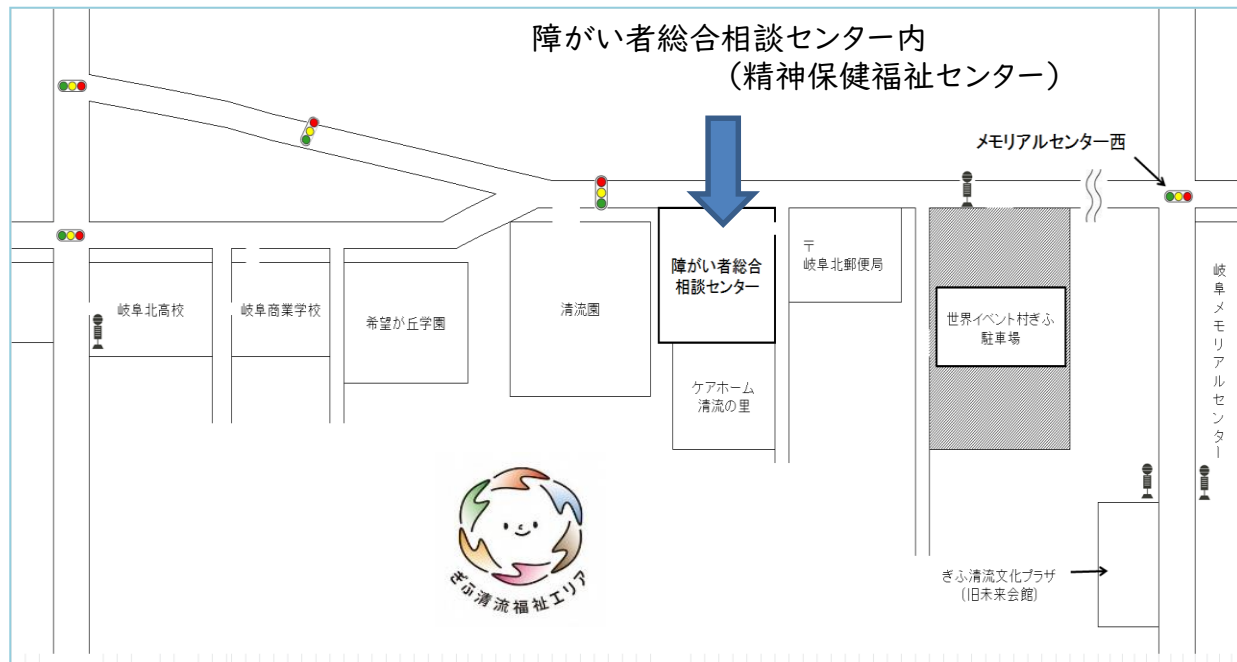 障がい者総合相談センター内
（精神保健福祉センター）
メモリアルセンター西
障がい者総合
相談センター
〒
岐阜北郵便局
岐阜北高校
岐阜商業学校
希望が丘学園
清流園
世界イベント村ぎふ
駐車場
岐阜メモリアルセンター
ケアホーム
清流の里
ぎふ清流福祉エリア
ぎふ清流文化プラザ
(旧未来会館)